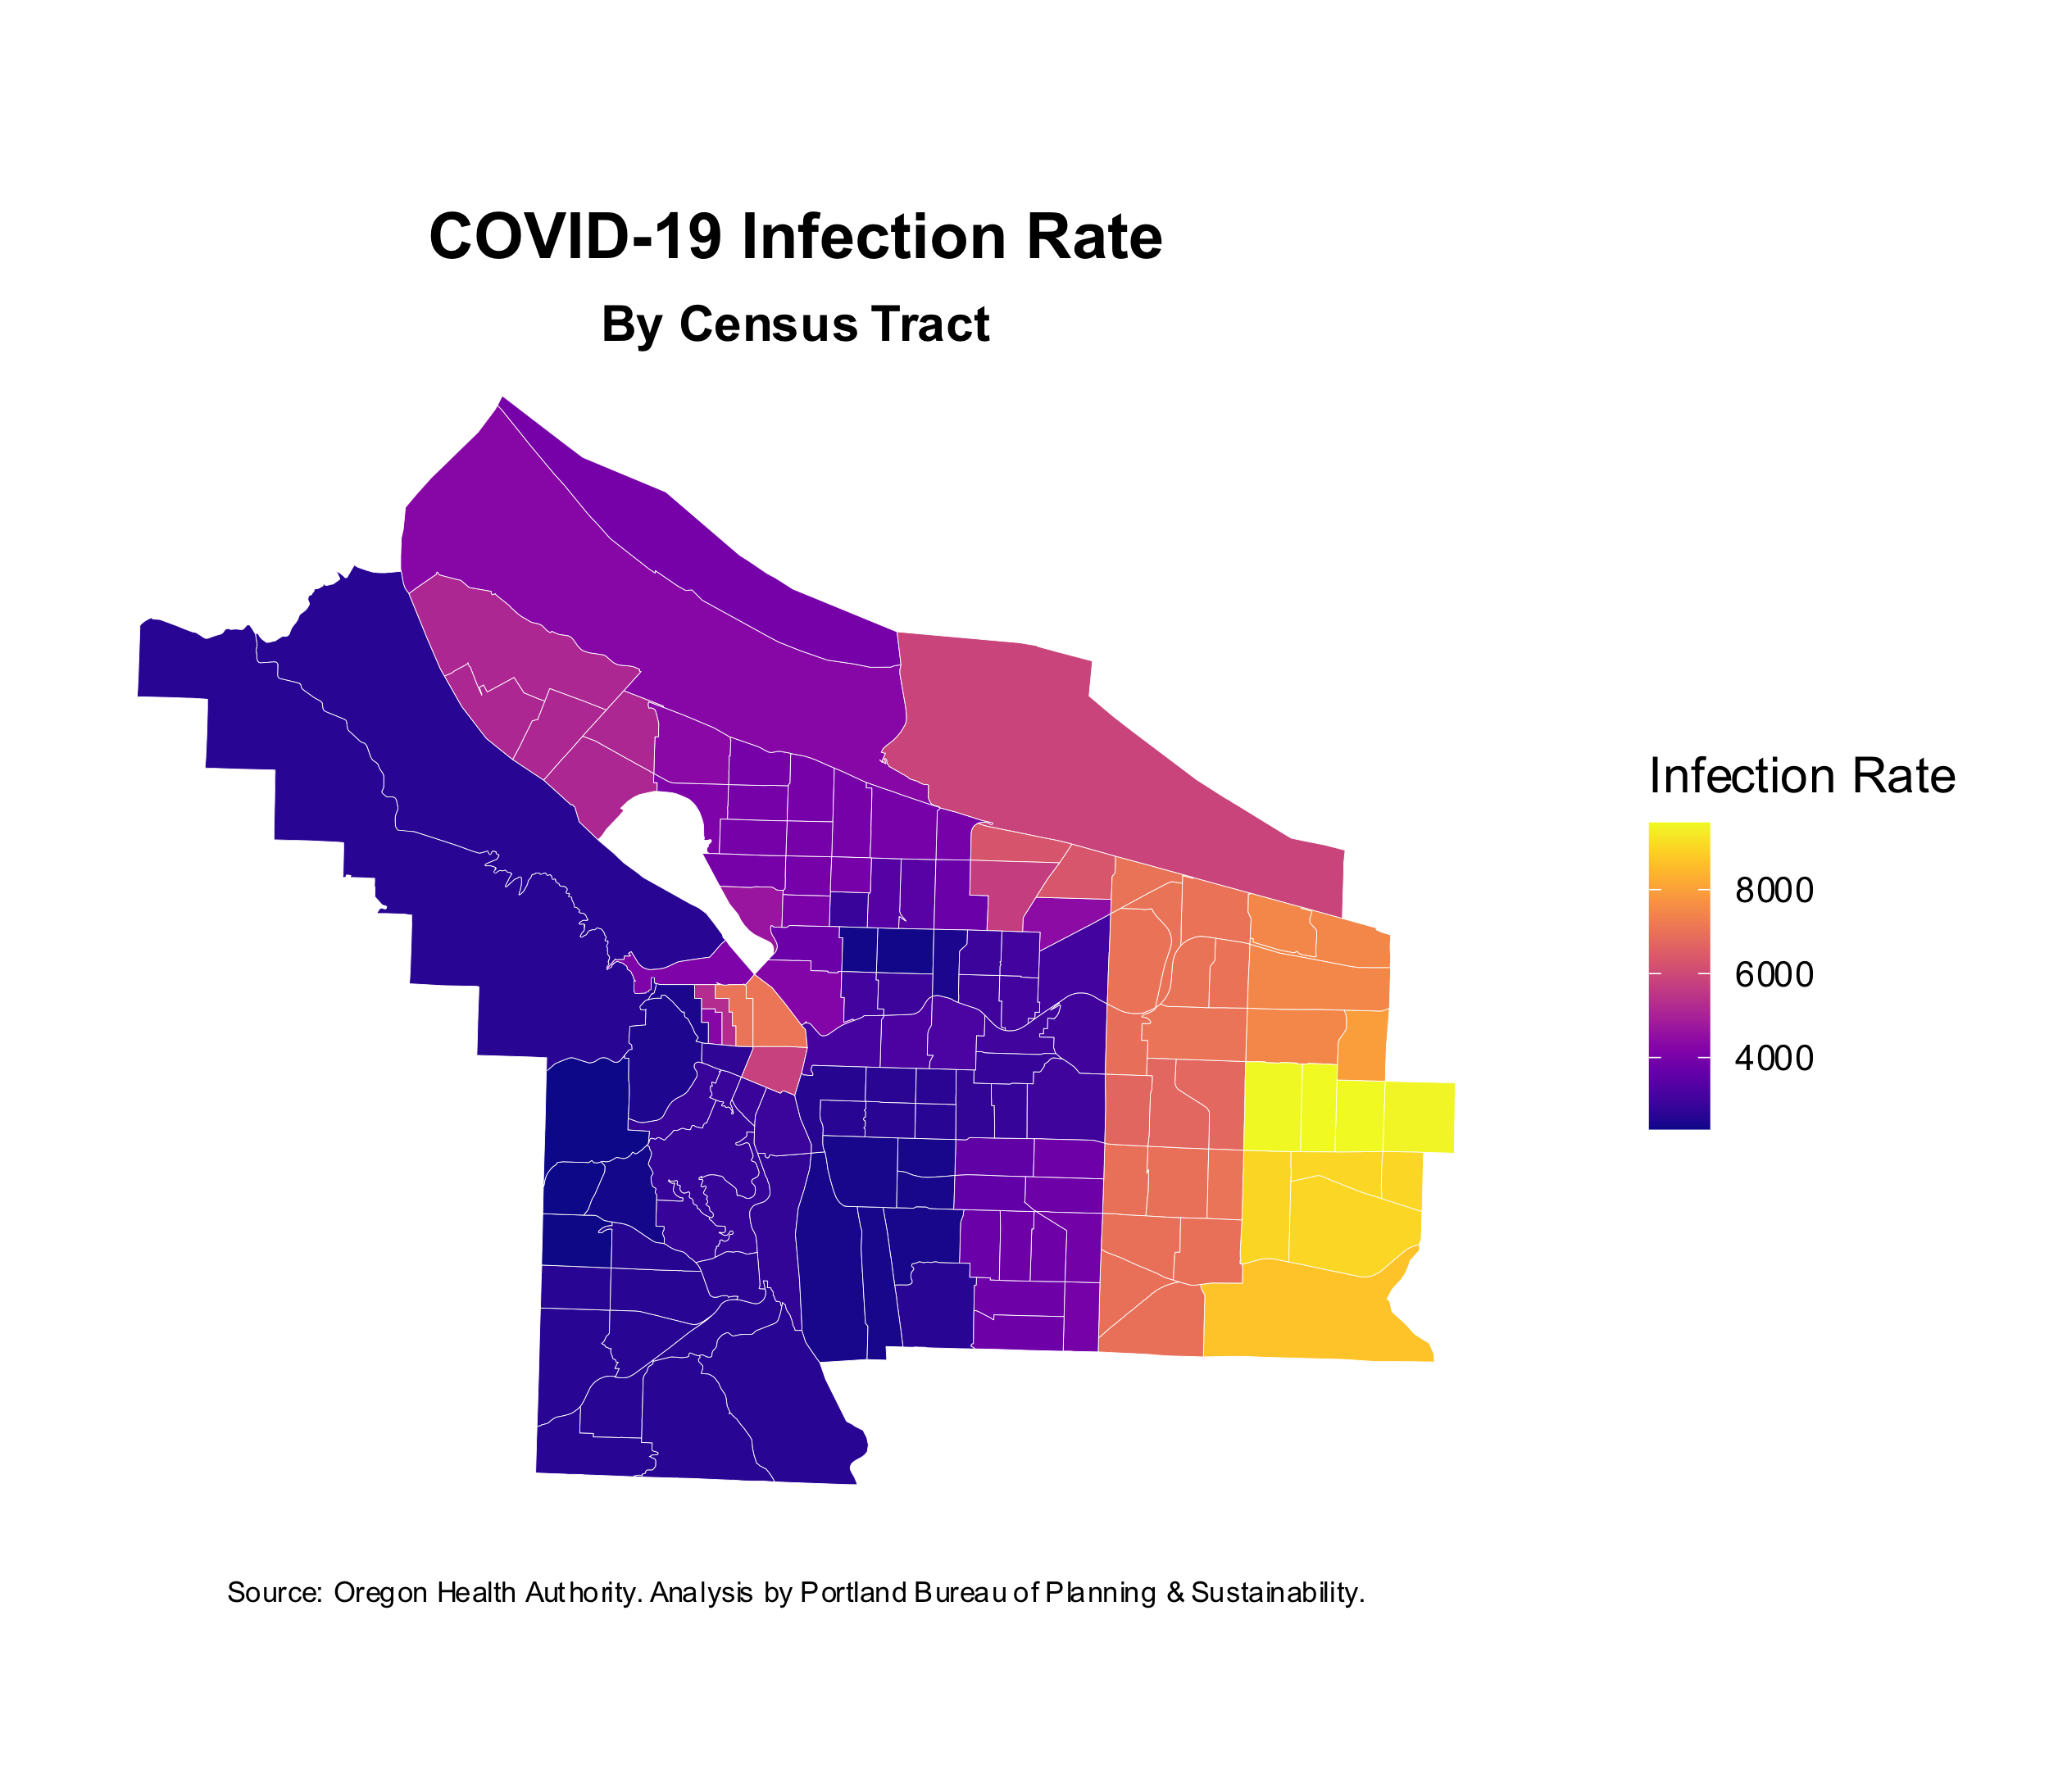 COVID-19 Infection Rate
By Census Tract
Infection Rate
8000
6000
4000
Source: Oregon Health Authority. Analysis by Portland Bureau of Planning & Sustainability.